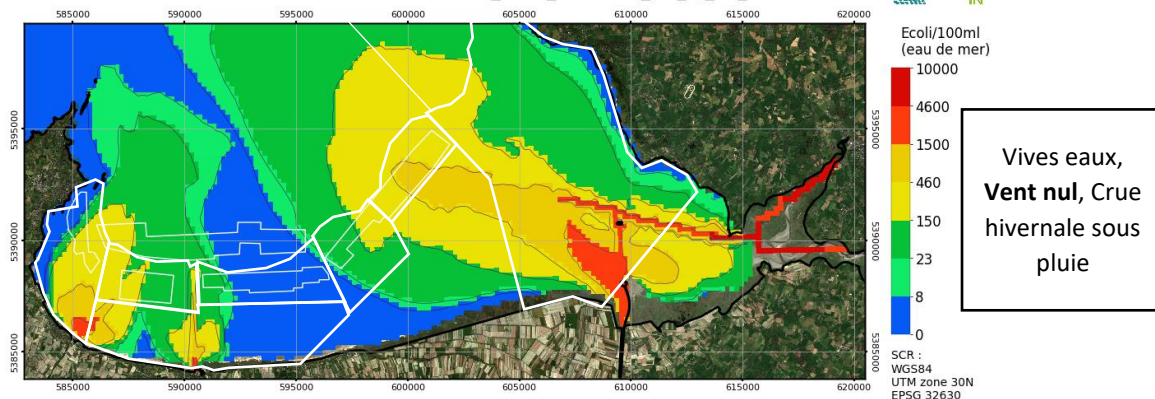 IN
585000 590000 595000 600000 605000 610000 615000 620000
5395000
5390000
5385000
585000 590000 595000 600000 605000 610000 615000 620000
5395000
5390000
5385000
Ecoli/100ml
(eau de mer)
10000
4600
1500
460
150
23
8
0
SCR :
WGS84
UTM zone 30N
EPSG 32630
Vives eaux,
Vent nul, Crue
hivernale sous
pluie